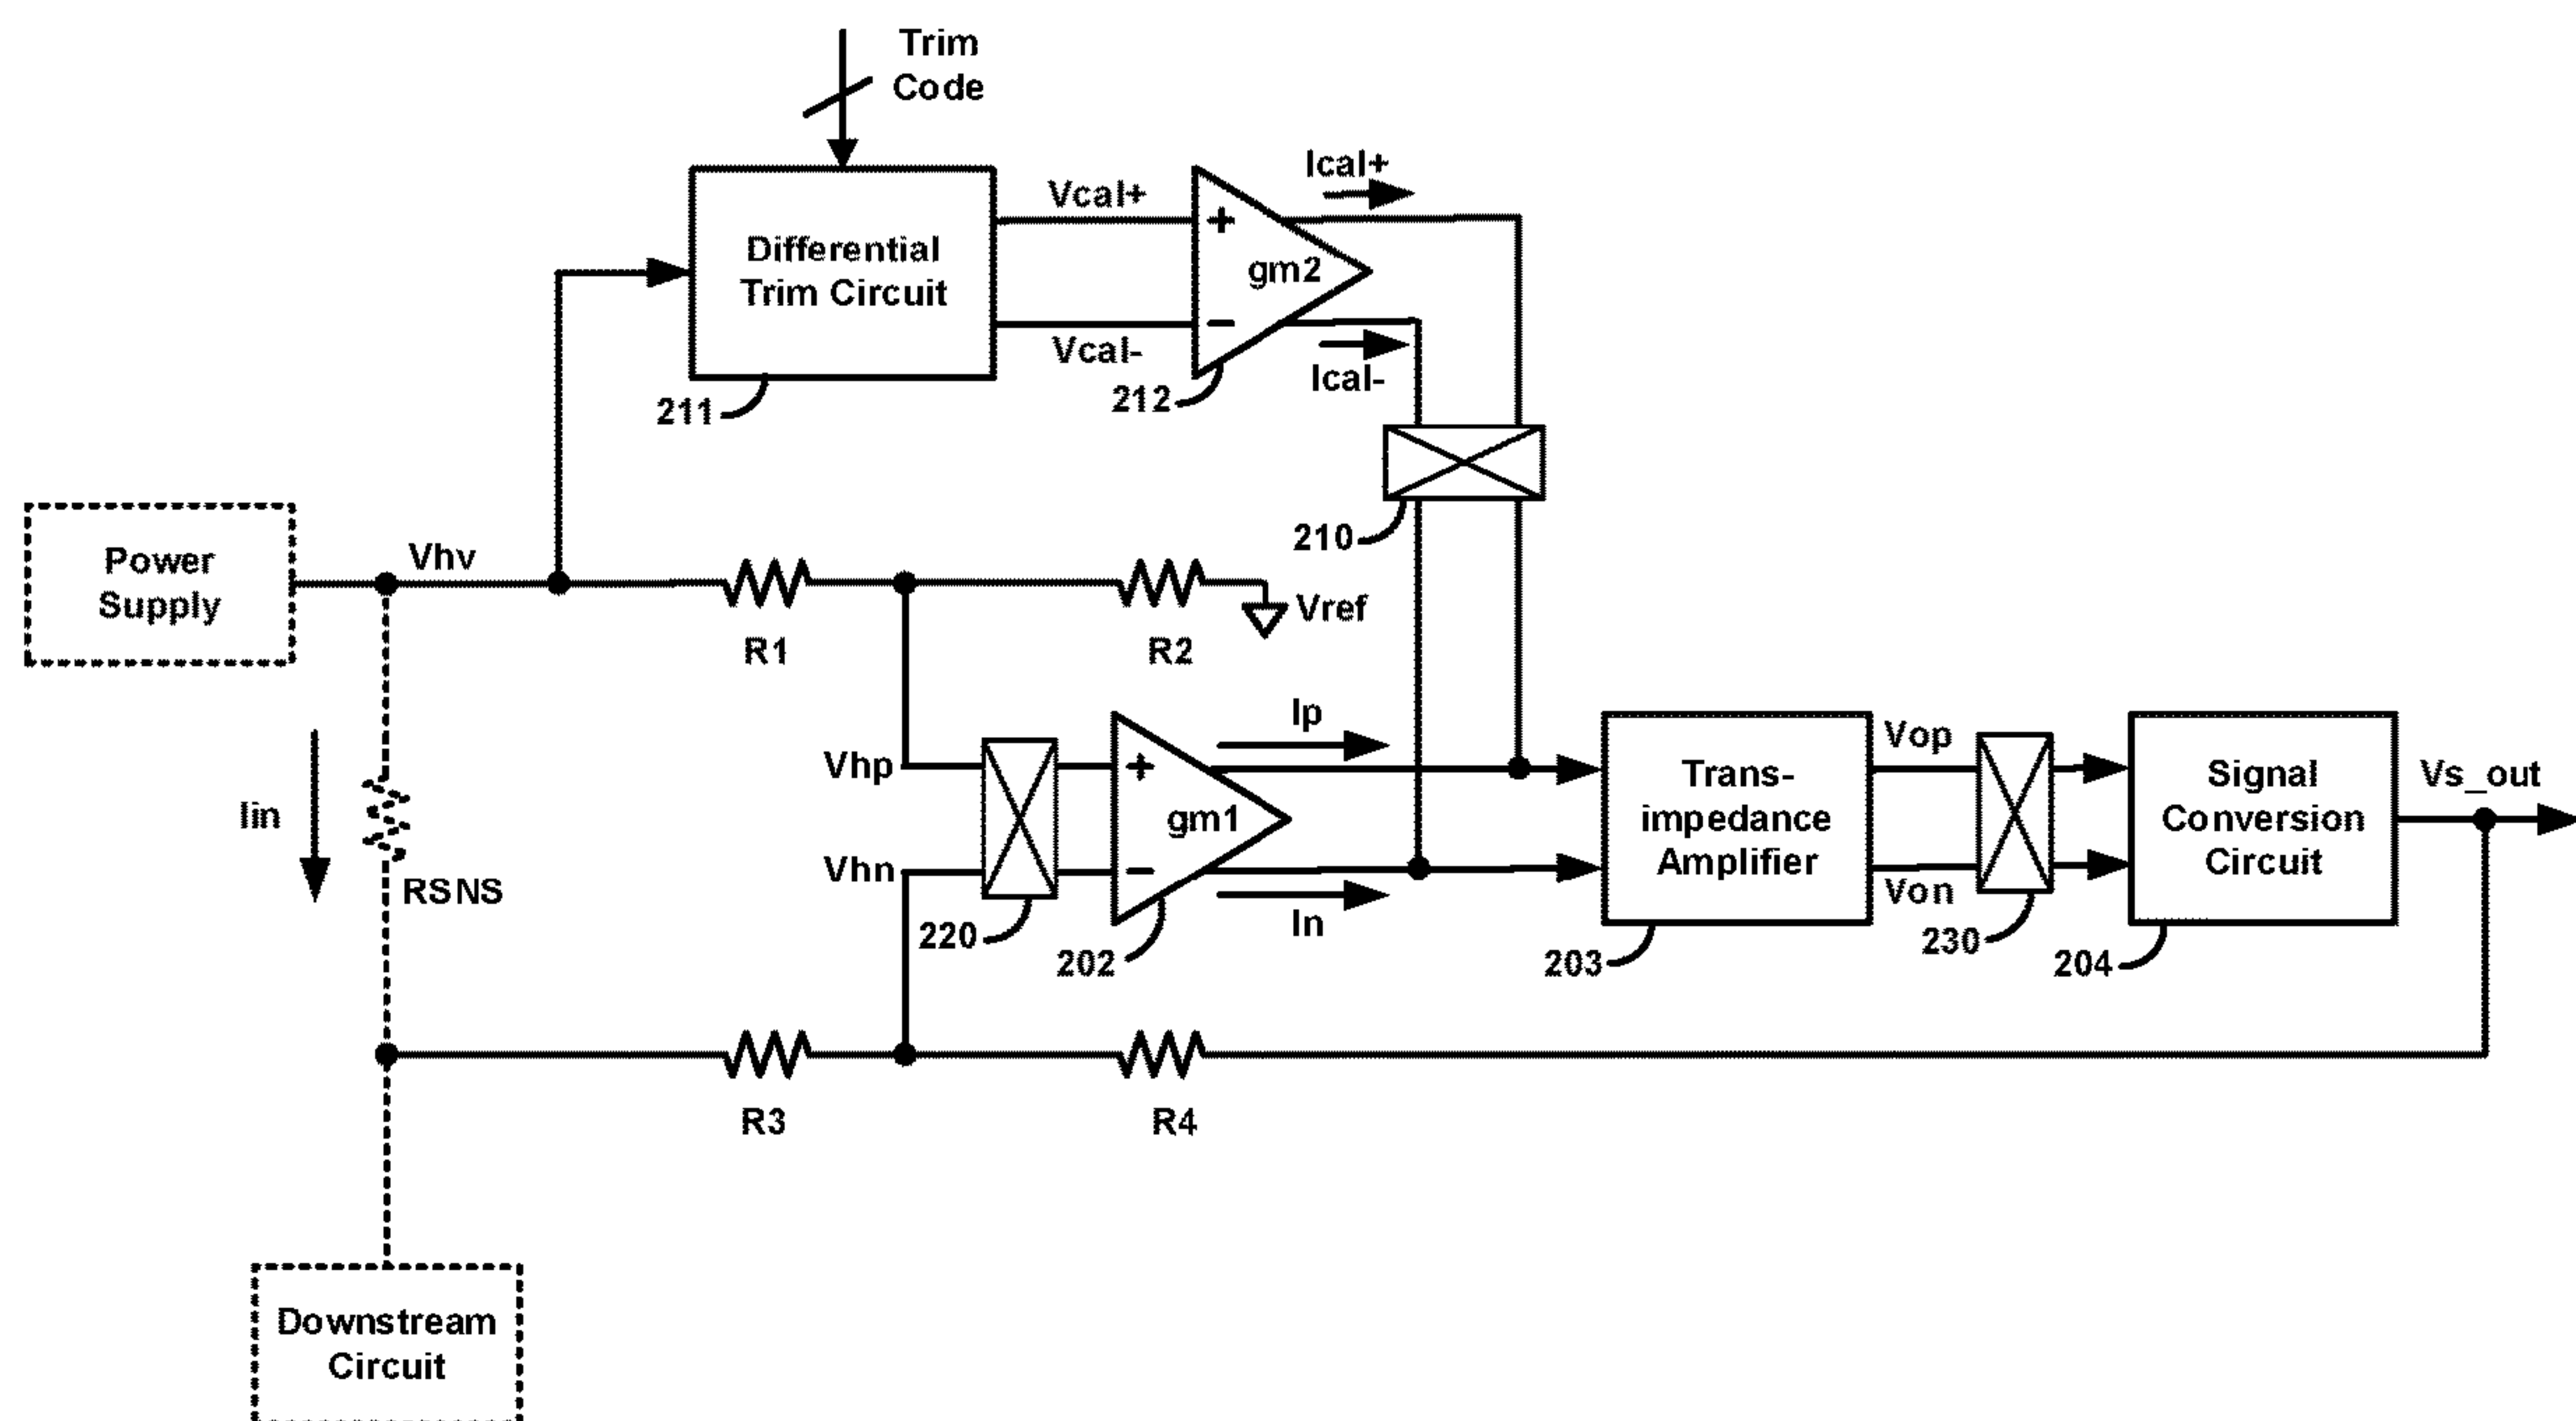 Trim
Code
Ical+
Vcal+
+
Differential
Trim Circuit
gm2
−
Vcal-
Ical-
211
212
210
Power
Supply
Vhv
Vref
R1
R2
Ip
Vhp
+
Vop
Trans-
impedance
Amplifier
Signal
Conversion
Circuit
Vs_out
Iin
gm1
Vhn
−
RSNS
Von
In
220
202
203
230
204
R3
R4
Downstream
Circuit